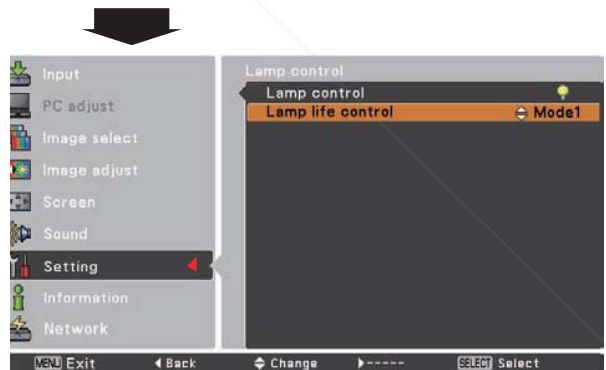 Input
PC adjust
Image select
Image adjust
Screen
Sound
Setting
Information
Network
Lamp control
Lamp control
Lamp life control Mode1
MENU Exit Back Change ----- SELECT Select